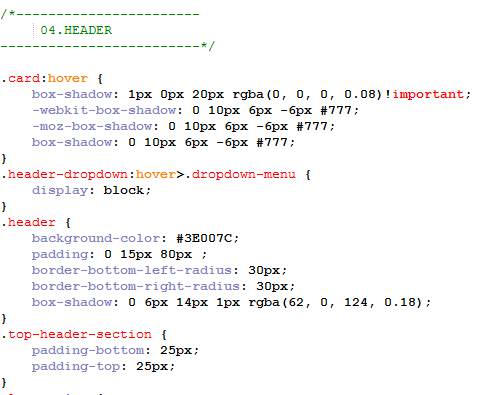 /*-----------------------
04.HEADER
-------------------------*/
.card:hover {
box-shadow: 1px 0px 20px rgba(0, 0, 0, 0.08)!important;
-webkit-box-shadow: 0 10px 6px -6px #777;
-moz-box-shadow: 0 10px 6px -6px #777;
box-shadow: 0 10px 6px -6px #777;
}
.header-dropdown:hover>.dropdown-menu {
display: block;
}
.header {
background-color: #3E007C;
padding: 0 15px 80px ;
border-bottom-left-radius: 30px;
border-bottom-right-radius: 30px;
box-shadow: 0 6px 14px 1px rgba(62, 0, 124, 0.18);
}
.top-header-section {
padding-bottom: 25px;
padding-top: 25px;
}